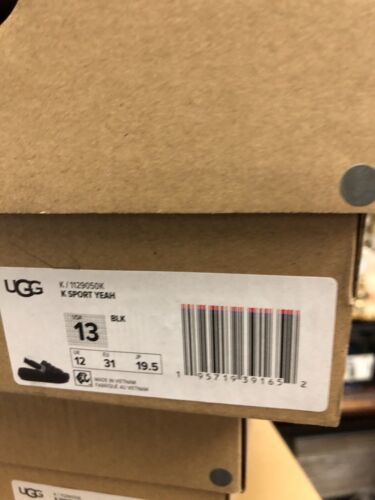 UGG
K / 1129050K
K SPORT YEAH
USA
13
BLK
UK
12
EU
31
JP
19.5
MADE IN VIETNAM
FABRIQUÉ AU VIETNAM
1 95719 39165 2